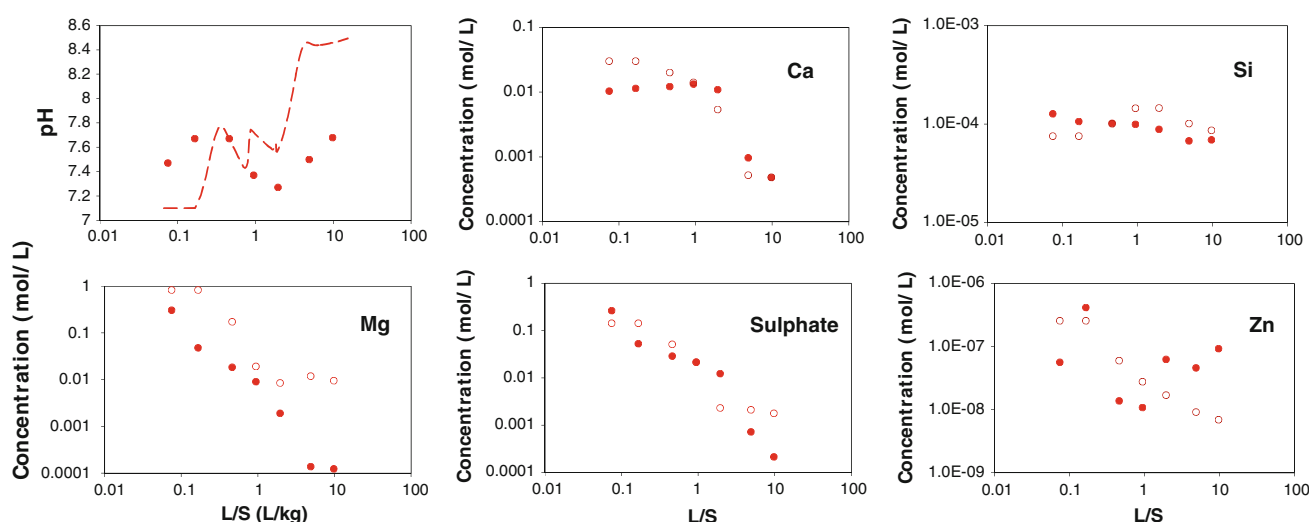 8.6
8.4
8.2
8
7.8
7.6
7.4
7.2
7
pH
0.01 0.1 1 10 100
0.1
0.01
0.001
0.0001
Concentration (mol/ L)
Ca
0.01 0.1 1 10 100
1.0E-03
1.0E-04
1.0E-05
Concentration (mol/ L)
Si
0.01 0.1 1 10 100
1
0.1
0.01
0.001
0.0001
Concentration (mol/ L)
Mg
0.01 0.1 1 10 100
L/S (L/kg)
1
0.1
0.01
0.001
0.0001
Concentration (mol/ L)
Sulphate
0.01 0.1 1 10 100
L/S
1.0E-06
1.0E-07
1.0E-08
1.0E-09
Concentration (mol/ L)
Zn
0.01 0.1 1 10 100
L/S